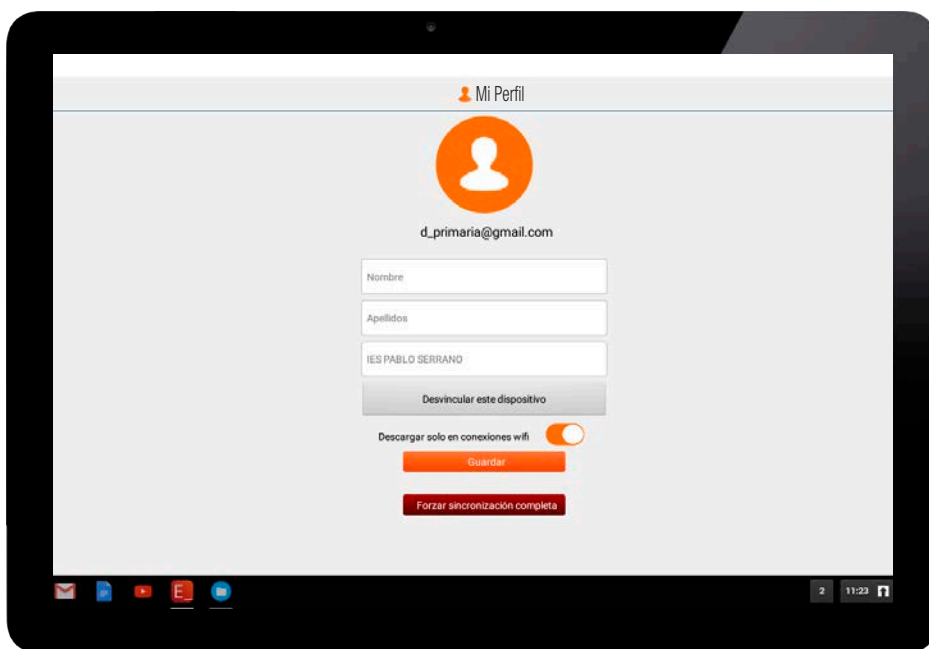 Mi Perfil
d_primaria@gmail.com
Nombre
Apellidos
IES PABLO SERRANO
Desvincular este dispositivo
Descargar solo en conexiones wifi
Guardar
Forzar sincronización completa
E_
2 11:23